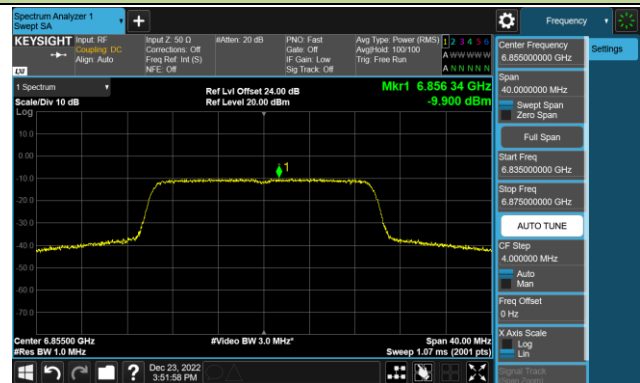 Spectrum Analyzer 1
Swept SA
Frequency
KEYSIGHT
Input: RF
Coupling: DC
Align: Auto
Input Z: 50 Ω
Corrections: Off
Freq Ref: Int (S)
NFE: Off
#Atten: 20 dB
PNO: Fast
Gate: Off
IF Gain: Low
Sig Track: Off
Avg Type: Power (RMS)
Avg|Hold: 100/100
Trig: Free Run
1 2 3 4 5 6
A W W W W W
A N N N N N
LXI
1 Spectrum
Scale/Div 10 dB
Log
Ref Lvl Offset 24.00 dB
Ref Level 20.00 dBm
Mkr1 6.856 34 GHz
-9.900 dBm
1
10.0
0.00
-10.0
-20.0
-30.0
-40.0
-50.0
-60.0
-70.0
Center 6.85500 GHz
#Res BW 1.0 MHz
#Video BW 3.0 MHz*
Span 40.00 MHz
Sweep 1.07 ms (2001 pts)
Center Frequency
6.855000000 GHz
Settings
Span
40.0000000 MHz
Swept Span
Zero Span
Full Span
Start Freq
6.835000000 GHz
Stop Freq
6.875000000 GHz
AUTO TUNE
CF Step
4.000000 MHz
Auto
Man
Freq Offset
0 Hz
X Axis Scale
Log
Lin
Signal Track
(Span Zoom)
?
Dec 23, 2022
3:51:58 PM